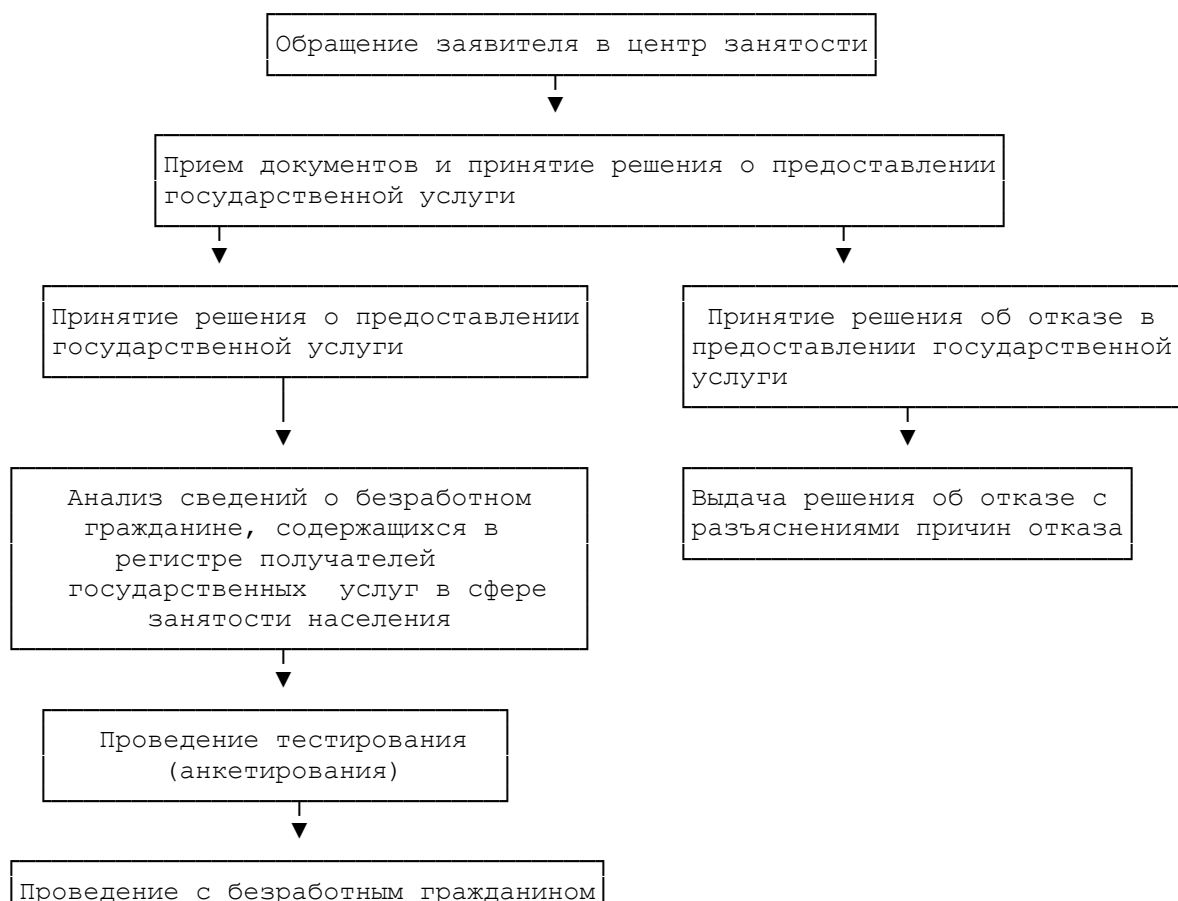 Обращение заявителя в центр занятости
Прием документов и принятие решения о предоставлении
государственной услуги
Принятие решения о предоставлении
государственной услуги
Принятие решения об отказе в
предоставлении государственной
услуги
Анализ сведений о безработном
гражданине, содержащихся в
регистре получателей
государственных услуг в сфере
занятости населения
Выдача решения об отказе с
разъяснениями причин отказа
Проведение тестирования
(анкетирования)
Проведение с безработным гражданином